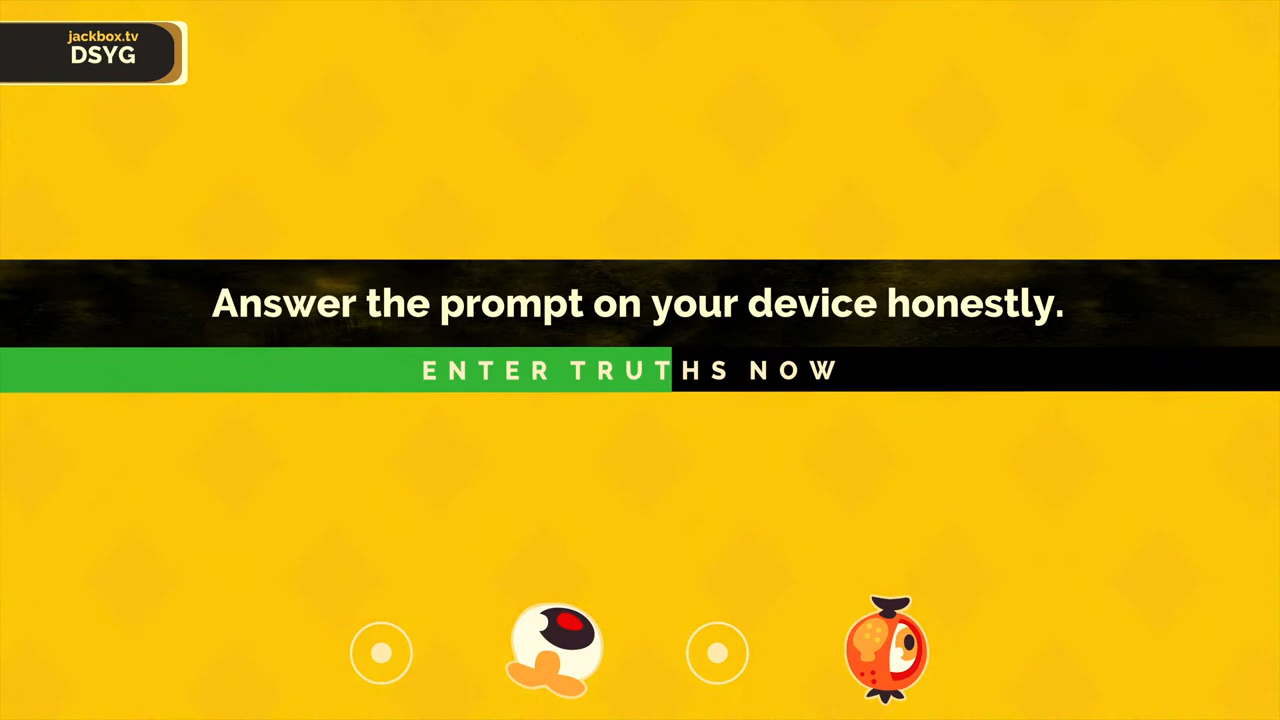 jackbox.tv
DSYG
Answer the prompt on your device honestly.
ENTER TRUTHS NOW